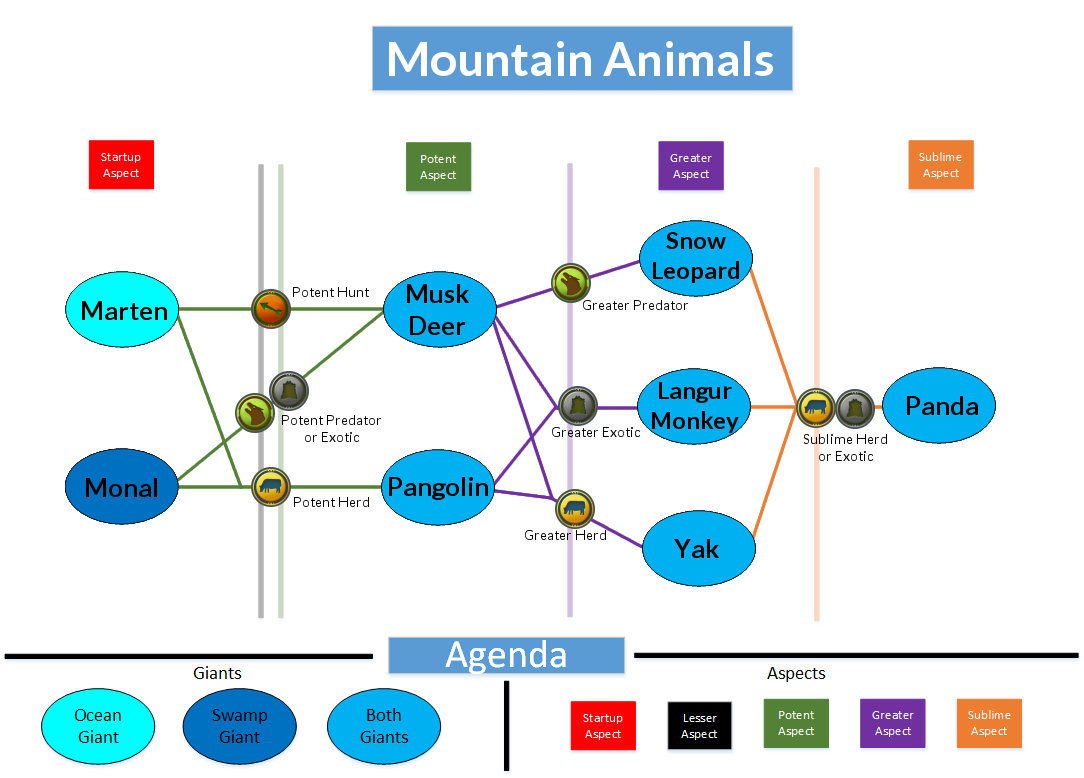 Mountain Animals
Startup
Aspect
Potent
Aspect
Greater
Aspect
Sublime
Aspect
Marten
Potent Hunt
Musk
Deer
Snow
Leopard
Greater Predator
Potent Predator
or Exotic
Langur
Monkey
Greater Exotic
Panda
Sublime Herd
or Exotic
Monal
Potent Herd
Pangolin
Greater Herd
Yak
Agenda
Giants
Ocean
Giant
Swamp
Giant
Both
Giants
Aspects
Startup
Aspect
Lesser
Aspect
Potent
Aspect
Greater
Aspect
Sublime
Aspect